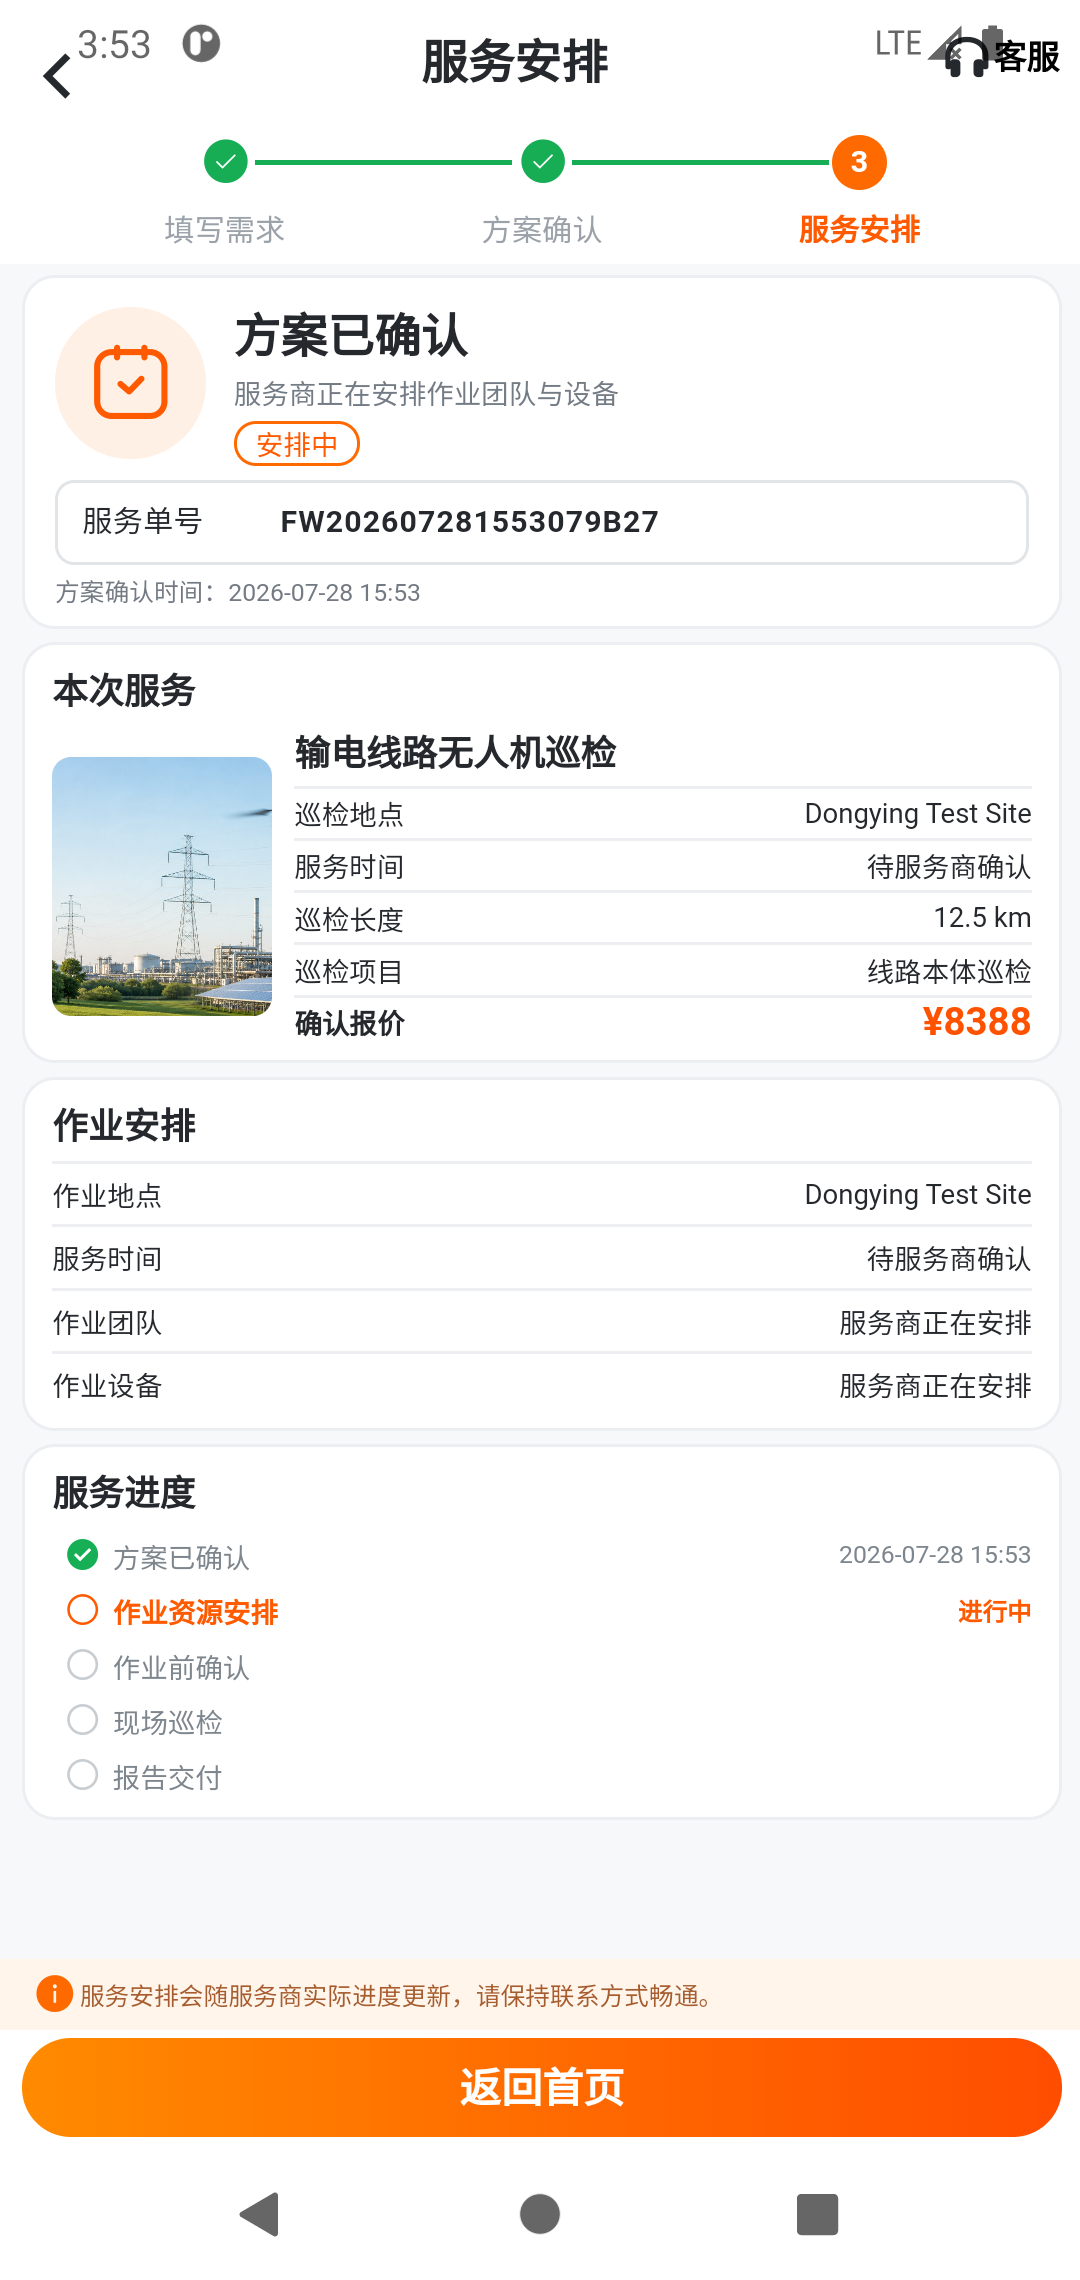 3:53
LTE
服务安排
客服
3
填写需求
方案确认
服务安排
方案已确认
服务商正在安排作业团队与设备
安排中
服务单号 FW202607281553079B27
方案确认时间：2026-07-28 15:53
本次服务
输电线路无人机巡检
巡检地点 Dongying Test Site
服务时间 待服务商确认
巡检长度 12.5 km
巡检项目 线路本体巡检
确认报价 ¥8388
作业安排
作业地点 Dongying Test Site
服务时间 待服务商确认
作业团队 服务商正在安排
作业设备 服务商正在安排
服务进度
方案已确认 2026-07-28 15:53
作业资源安排 进行中
作业前确认
现场巡检
报告交付
服务安排会随服务商实际进度更新，请保持联系方式畅通。
返回首页